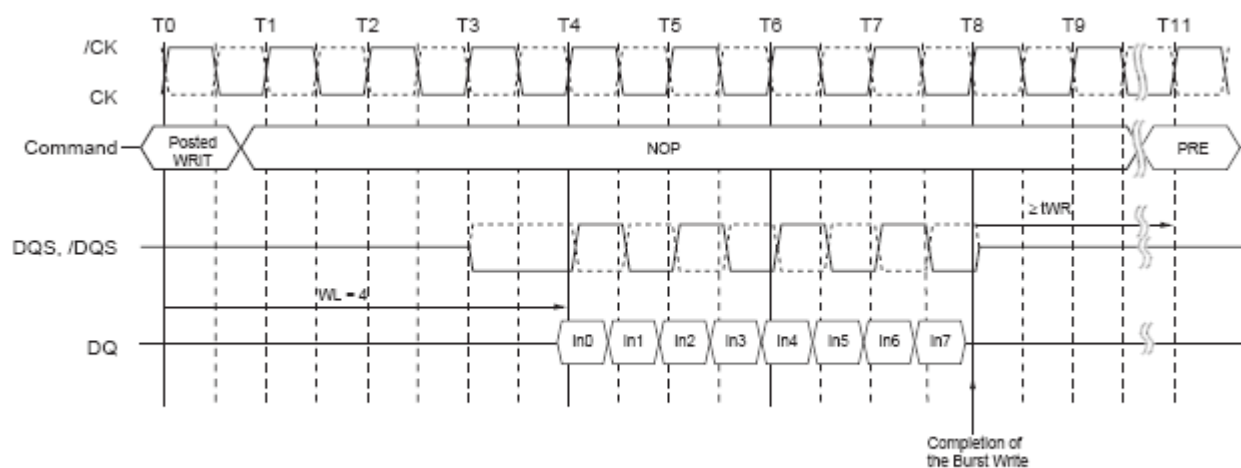 T0 T1 T2 T3 T4 T5 T6 T7 T8 T9 T11
/CK
CK
Command
Posted
WRIT
NOP
PRE
≥ tWR
DQS, /DQS
WL = 4
DQ
In0 In1 In2 In3 In4 In5 In6 In7
Completion of
the Burst Write